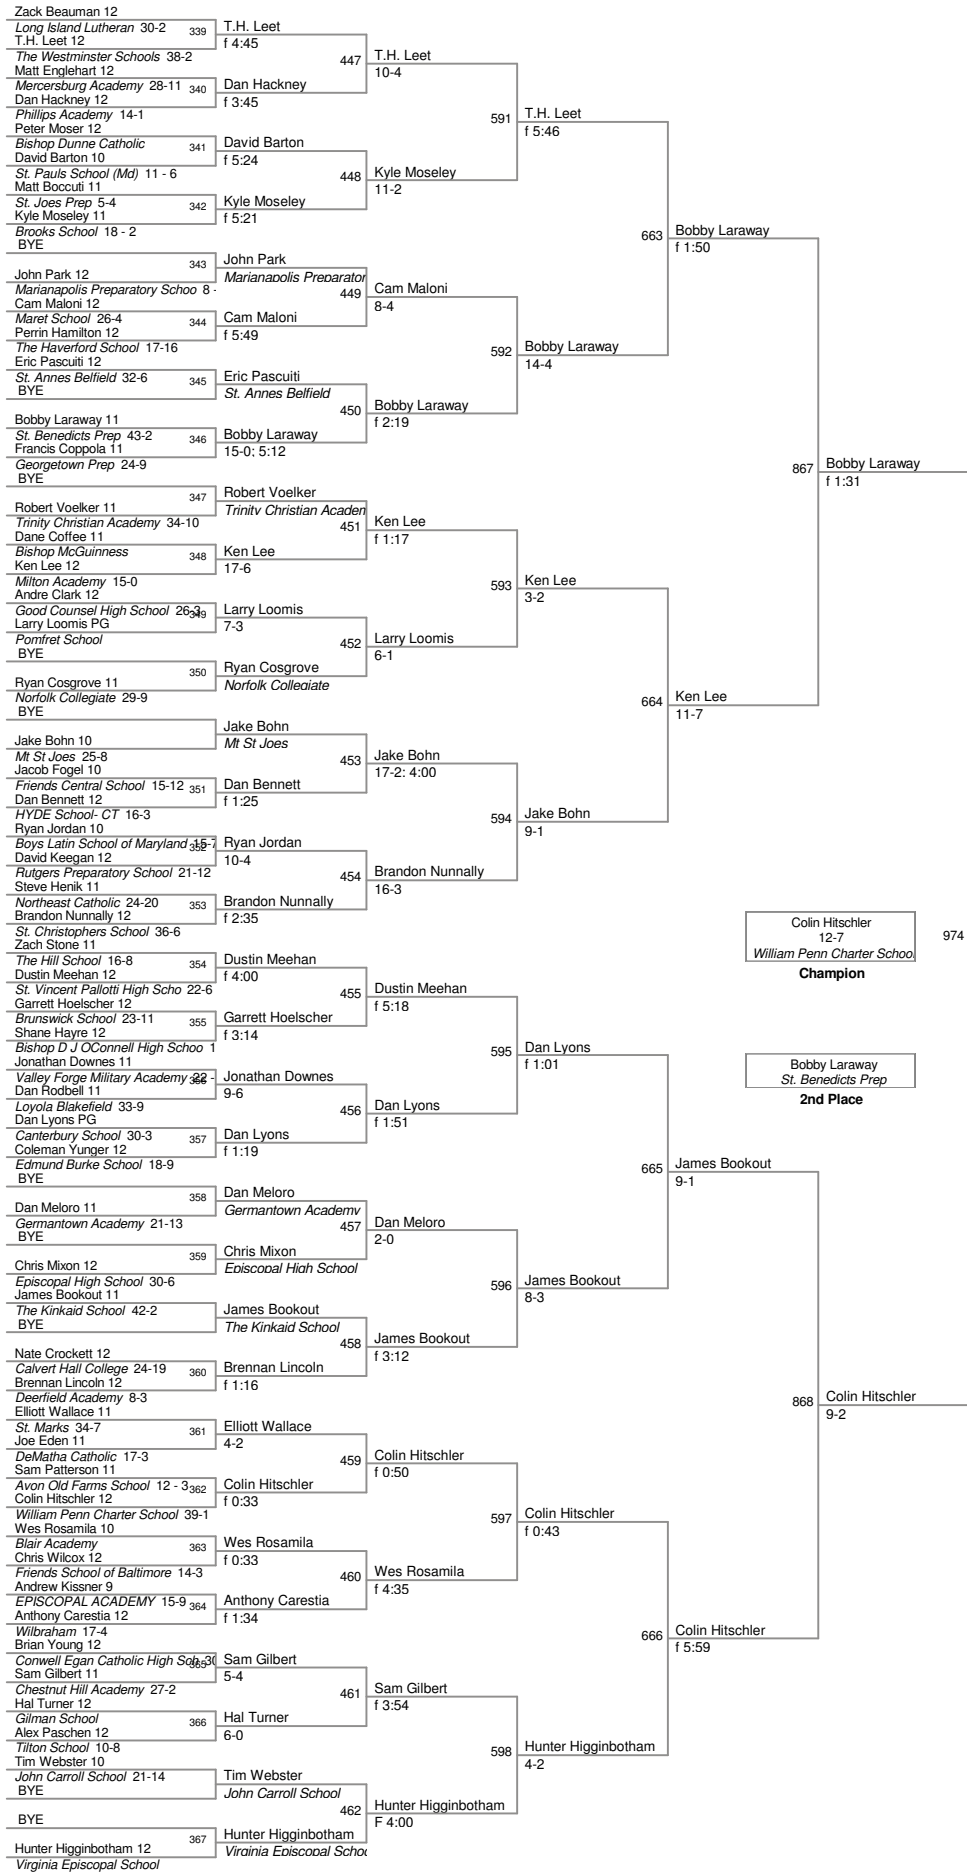 Zack Beauman 12
Long Island Lutheran 30-2
T.H. Leet 12
The Westminster Schools 38-2
Matt Englehart 12
Mercersburg Academy 28-11
Dan Hackney 12
Phillips Academy 14-1
Peter Moser 12
Bishop Dunne Catholic
David Barton 10
St. Pauls School (Md) 11 - 6
Matt Boccuti 11
St. Joes Prep 5-4
Kyle Moseley 11
Brooks School 18 - 2
BYE
John Park 12
Marianapolis Preparatory Schoo 8 -
Cam Maloni 12
Maret School 26-4
Perrin Hamilton 12
The Haverford School 17-16
Eric Pascuiti 12
St. Annes Belfield 32-6
BYE
Bobby Laraway 11
St. Benedicts Prep 43-2
Francis Coppola 11
Georgetown Prep 24-9
BYE
Robert Voelker 11
Trinity Christian Academy 34-10
Dane Coffee 11
Bishop McGuinness
Ken Lee 12
Milton Academy 15-0
Andre Clark 12
Good Counsel High School 26-3
Larry Loomis PG
Pomfret School
BYE
Ryan Cosgrove 11
Norfolk Collegiate 29-9
BYE
Jake Bohn 10
Mt St Joes 25-8
Jacob Fogel 10
Friends Central School 15-12
Dan Bennett 12
HYDE School- CT 16-3
Ryan Jordan 10
Boys Latin School of Maryland 15-7
David Keegan 12
Rutgers Preparatory School 21-12
Steve Henik 11
Northeast Catholic 24-20
Brandon Nunnally 12
St. Christophers School 36-6
Zach Stone 11
The Hill School 16-8
Dustin Meehan 12
St. Vincent Pallotti High Scho 22-6
Garrett Hoelscher 12
Brunswick School 23-11
Shane Hayre 12
Bishop D J OConnell High Schoo 1
Jonathan Downes 11
Valley Forge Military Academy 22 -
Dan Rodbell 11
Loyola Blakefield 33-9
Dan Lyons PG
Canterbury School 30-3
Coleman Yunger 12
Edmund Burke School 18-9
BYE
Dan Meloro 11
Germantown Academy 21-13
BYE
Chris Mixon 12
Episcopal High School 30-6
James Bookout 11
The Kinkaid School 42-2
BYE
Nate Crockett 12
Calvert Hall College 24-19
Brennan Lincoln 12
Deerfield Academy 8-3
Elliott Wallace 11
St. Marks 34-7
Joe Eden 11
DeMatha Catholic 17-3
Sam Patterson 11
Avon Old Farms School 12 - 3
Colin Hitschler 12
William Penn Charter School 39-1
Wes Rosamila 10
Blair Academy
Chris Wilcox 12
Friends School of Baltimore 14-3
Andrew Kissner 9
EPISCOPAL ACADEMY 15-9
Anthony Carestia 12
Wilbraham 17-4
Brian Young 12
Conwell Egan Catholic High Sch 30
Sam Gilbert 11
Chestnut Hill Academy 27-2
Hal Turner 12
Gilman School
Alex Paschen 12
Tilton School 10-8
Tim Webster 10
John Carroll School 21-14
BYE
BYE
Hunter Higginbotham 12
Virginia Episcopal School
339
T.H. Leet
f 4:45
340
Dan Hackney
f 3:45
341
David Barton
f 5:24
342
Kyle Moseley
f 5:21
343
John Park
Marianapolis Preparator
344
Cam Maloni
f 5:49
345
Eric Pascuiti
St. Annes Belfield
346
Bobby Laraway
15-0; 5:12
347
Robert Voelker
Trinity Christian Academ
348
Ken Lee
17-6
349
Larry Loomis
7-3
350
Ryan Cosgrove
Norfolk Collegiate
Jake Bohn
Mt St Joes
351
Dan Bennett
f 1:25
352
Ryan Jordan
10-4
353
Brandon Nunnally
f 2:35
354
Dustin Meehan
f 4:00
355
Garrett Hoelscher
f 3:14
356
Jonathan Downes
9-6
357
Dan Lyons
f 1:19
358
Dan Meloro
Germantown Academy
359
Chris Mixon
Episcopal High School
James Bookout
The Kinkaid School
360
Brennan Lincoln
f 1:16
361
Elliott Wallace
4-2
362
Colin Hitschler
f 0:33
363
Wes Rosamila
f 0:33
364
Anthony Carestia
f 1:34
365
Sam Gilbert
5-4
366
Hal Turner
6-0
Tim Webster
John Carroll School
367
Hunter Higginbotham
Virginia Episcopal Schoo
447
T.H. Leet
10-4
448
Kyle Moseley
11-2
449
Cam Maloni
8-4
450
Bobby Laraway
f 2:19
451
Ken Lee
f 1:17
452
Larry Loomis
6-1
453
Jake Bohn
17-2; 4:00
454
Brandon Nunnally
16-3
455
Dustin Meehan
f 5:18
456
Dan Lyons
f 1:51
457
Dan Meloro
2-0
458
James Bookout
f 3:12
459
Colin Hitschler
f 0:50
460
Wes Rosamila
f 4:35
461
Sam Gilbert
f 3:54
462
Hunter Higginbotham
F 4:00
591
T.H. Leet
f 5:46
592
Bobby Laraway
14-4
593
Ken Lee
3-2
594
Jake Bohn
9-1
595
Dan Lyons
f 1:01
596
James Bookout
8-3
597
Colin Hitschler
f 0:43
598
Hunter Higginbotham
4-2
663
Bobby Laraway
f 1:50
664
Ken Lee
11-7
665
James Bookout
9-1
666
Colin Hitschler
f 5:59
867
Bobby Laraway
f 1:31
868
Colin Hitschler
9-2
Colin Hitschler
12-7
William Penn Charter School
Champion
974
Bobby Laraway
St. Benedicts Prep
2nd Place